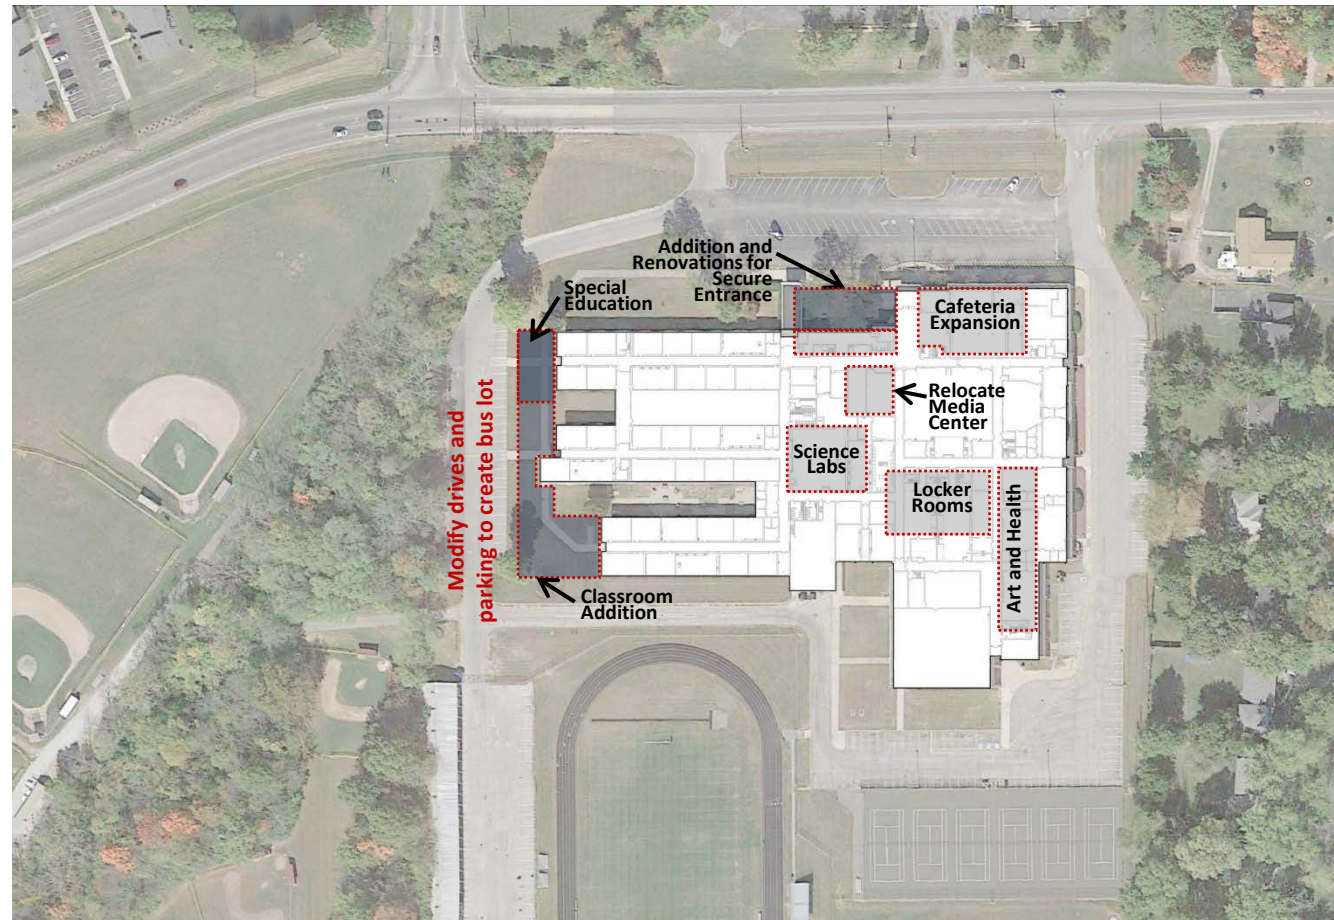 Addition and
Renovations for
Secure
Entrance
Special
Education
Cafeteria
Expansion
Relocate
Media
Center
Science
Labs
Locker
Rooms
Art and Health
Modify drives and
parking to create bus lot
Classroom
Addition